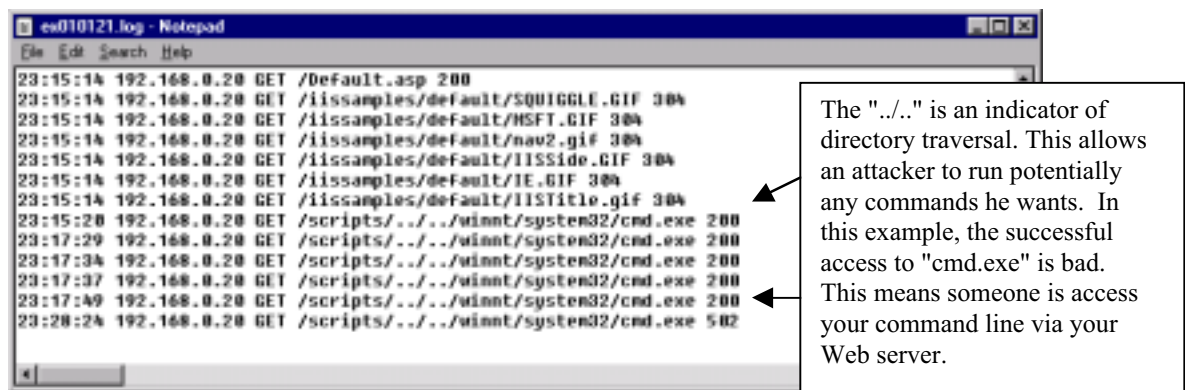 ex010121.log - Notepad
File Edit Search Help
23:15:14 192.168.0.20 GET /Default.asp 200
23:15:14 192.168.0.20 GET /iissamples/default/SQUIGGLE.GIF 304
23:15:14 192.168.0.20 GET /iissamples/default/MSFT.GIF 304
23:15:14 192.168.0.20 GET /iissamples/default/nav2.gif 304
23:15:14 192.168.0.20 GET /iissamples/default/IISSide.GIF 304
23:15:14 192.168.0.20 GET /iissamples/default/IE.GIF 304
23:15:14 192.168.0.20 GET /iissamples/default/IISTitle.gif 304
23:15:20 192.168.0.20 GET /scripts/../../winnt/system32/cmd.exe 200
23:17:29 192.168.0.20 GET /scripts/../../winnt/system32/cmd.exe 200
23:17:34 192.168.0.20 GET /scripts/../../winnt/system32/cmd.exe 200
23:17:37 192.168.0.20 GET /scripts/../../winnt/system32/cmd.exe 200
23:17:49 192.168.0.20 GET /scripts/../../winnt/system32/cmd.exe 200
23:28:24 192.168.0.20 GET /scripts/../../winnt/system32/cmd.exe 502
The "../.." is an indicator of
directory traversal. This allows
an attacker to run potentially
any commands he wants. In
this example, the successful
access to "cmd.exe" is bad.
This means someone is access
your command line via your
Web server.